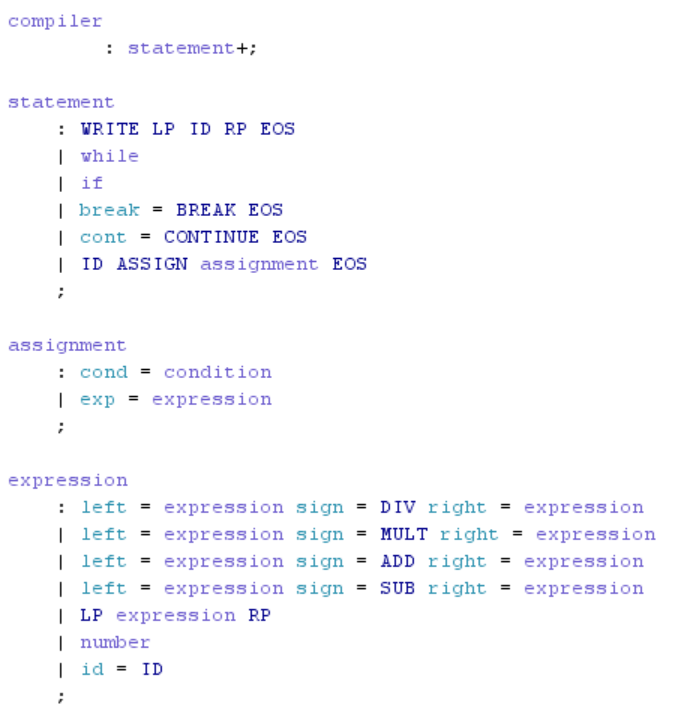 compiler
: statement+;
statement
: WRITE LP ID RP EOS
| while
| if
| break = BREAK EOS
| cont = CONTINUE EOS
| ID ASSIGN assignment EOS
;
assignment
: cond = condition
| exp = expression
;
expression
: left = expression sign = DIV right = expression
| left = expression sign = MULT right = expression
| left = expression sign = ADD right = expression
| left = expression sign = SUB right = expression
| LP expression RP
| number
| id = ID
;